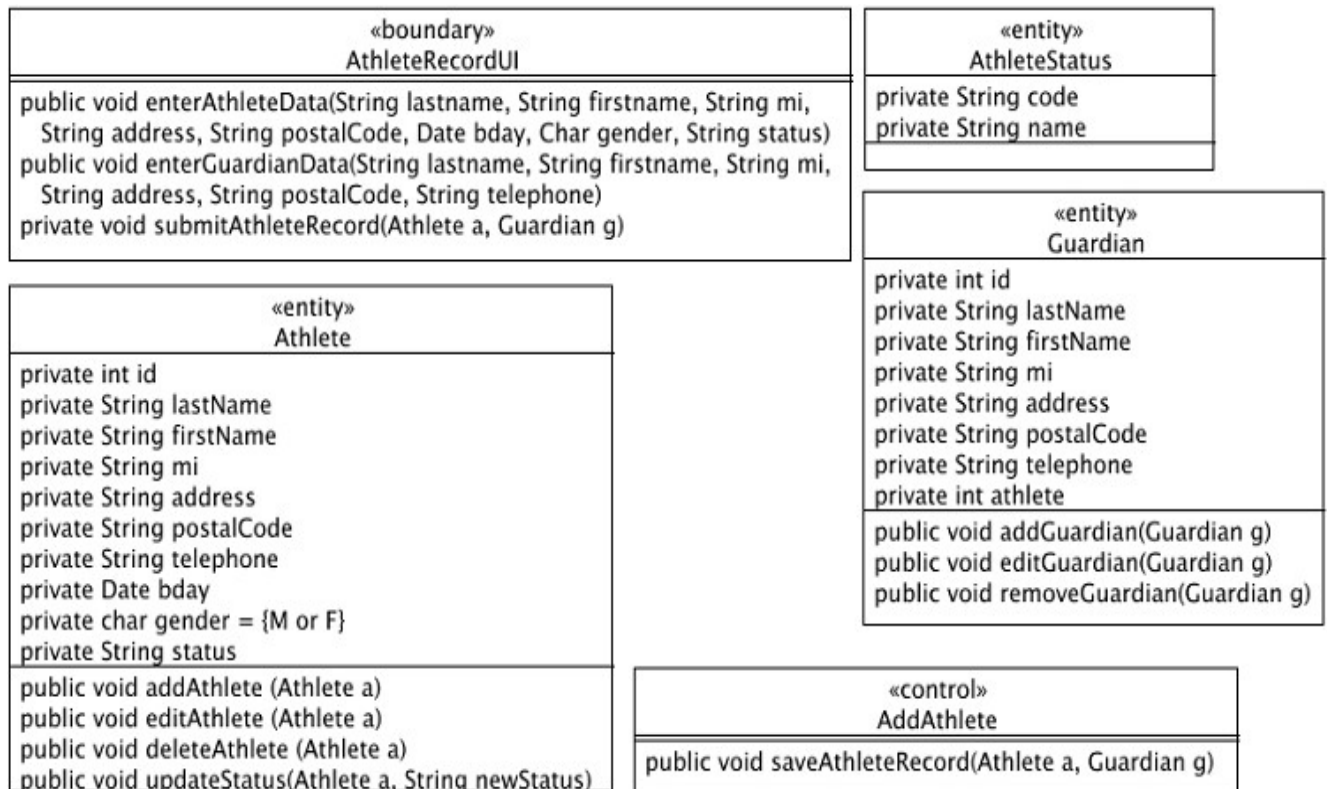 «boundary»
AthleteRecordUI
public void enterAthleteData(String lastname, String firstname, String mi,
String address, String postalCode, Date bday, Char gender, String status)
public void enterGuardianData(String lastname, String firstname, String mi,
String address, String postalCode, String telephone)
private void submitAthleteRecord(Athlete a, Guardian g)
«entity»
AthleteStatus
private String code
private String name
«entity»
Guardian
private int id
private String lastName
private String firstName
private String mi
private String address
private String postalCode
private String telephone
private int athlete
public void addGuardian(Guardian g)
public void editGuardian(Guardian g)
public void removeGuardian(Guardian g)
«entity»
Athlete
private int id
private String lastName
private String firstName
private String mi
private String address
private String postalCode
private String telephone
private Date bday
private char gender = {M or F}
private String status
public void addAthlete (Athlete a)
public void editAthlete (Athlete a)
public void deleteAthlete (Athlete a)
public void updateStatus(Athlete a, String newStatus)
«control»
AddAthlete
public void saveAthleteRecord(Athlete a, Guardian g)